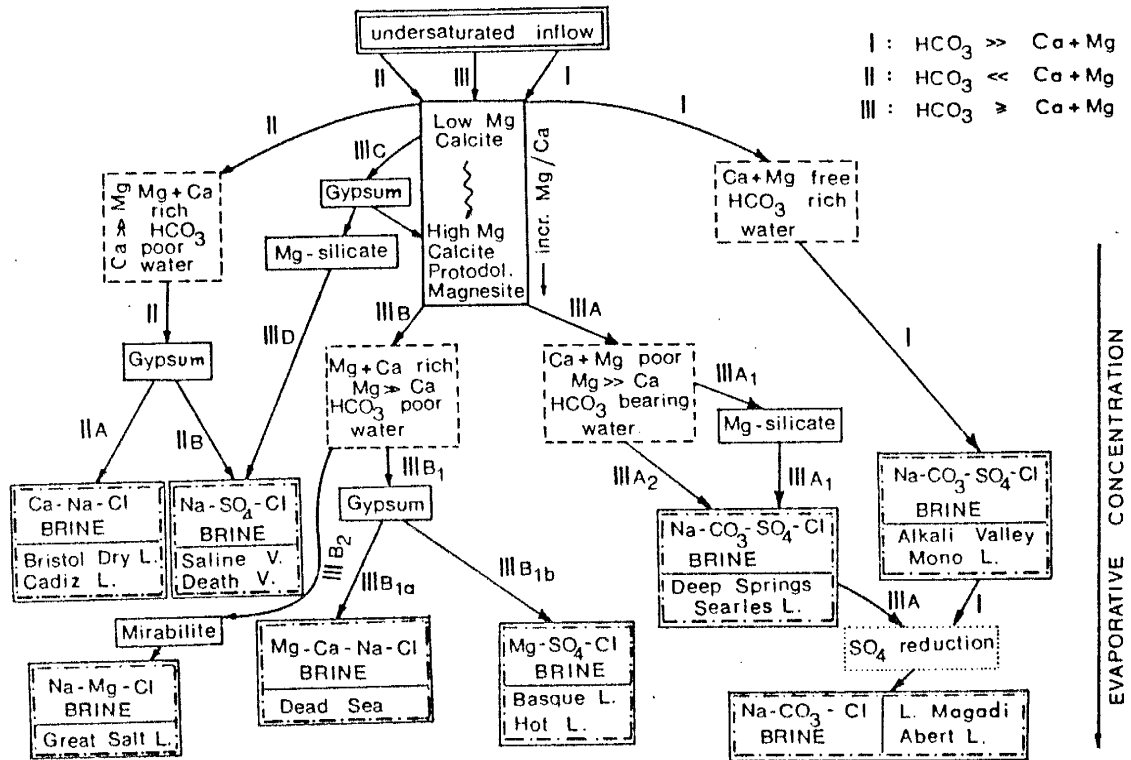 undersaturated inflow
I : HCO3 >> Ca+Mg
II : HCO3 << Ca+Mg
III : HCO3 ≥ Ca+Mg
II
III
I
II
IIIC
I
Low Mg
Calcite
High Mg
Calcite
Protodol.
Magnesite
incr. Mg/Ca
Gypsum
Mg-silicate
Ca >> Mg
Mg+Ca
rich
HCO3
poor
water
Ca+Mg free
HCO3 rich
water
II
IIID
IIIB
IIIA
I
Gypsum
Mg+Ca rich
Mg>> Ca
HCO3 poor
water
Ca+Mg poor
Mg>> Ca
HCO3 bearing
water
IIIA1
Mg-silicate
IIA
IIB
IIIB1
IIIA2
IIIA1
Gypsum
Ca-Na-Cl
BRINE
Bristol Dry L.
Cadiz L.
Na-SO4-Cl
BRINE
Saline V.
Death V.
IIIB2
IIIB1a
IIIB1b
Na-CO3-SO4-Cl
BRINE
Deep Springs
Searles L.
Na-CO3-SO4-Cl
BRINE
Alkali Valley
Mono L.
IIIA
I
SO4 reduction
Mirabilite
Na-Mg-Cl
BRINE
Great Salt L.
Mg-Ca-Na-Cl
BRINE
Dead Sea
Mg-SO4-Cl
BRINE
Basque L.
Hot L.
Na-CO3-Cl
BRINE
L. Magadi
Abert L.
EVAPORATIVE CONCENTRATION